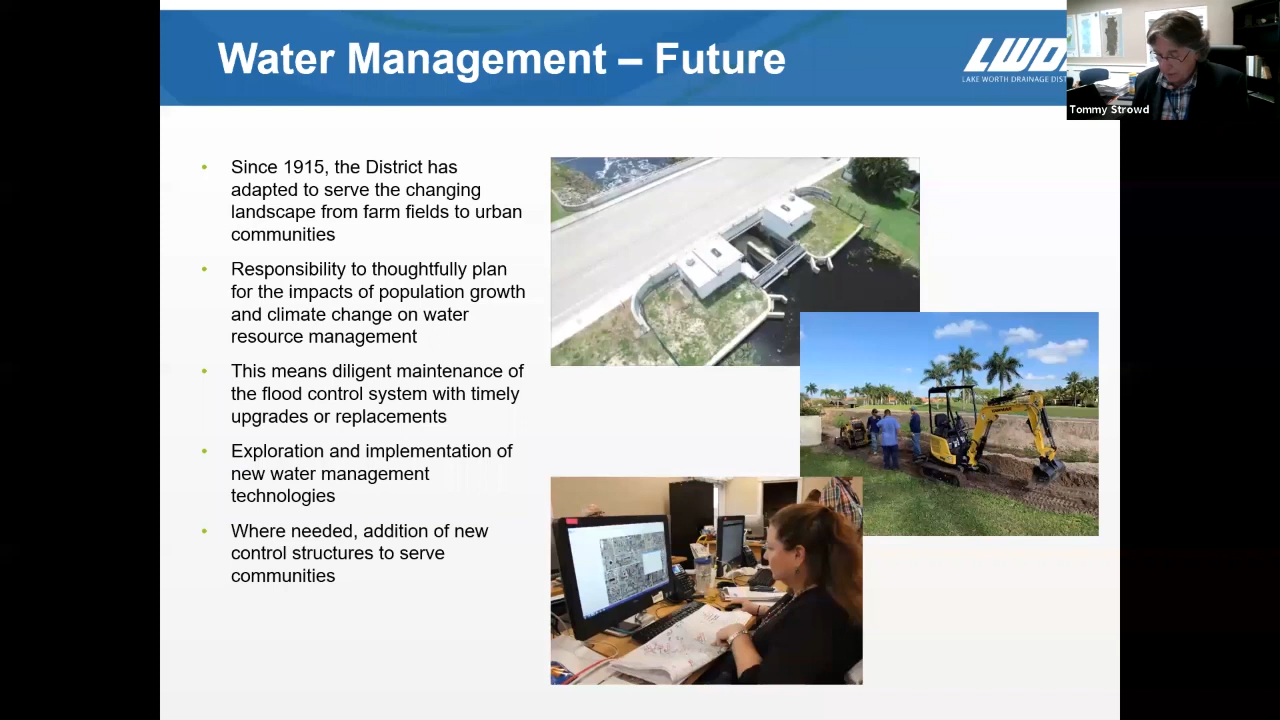 Water Management – Future
LWD
LAKE WORTH DRAINAGE DIST
Tommy Strowd
• Since 1915, the District has
adapted to serve the changing
landscape from farm fields to urban
communities
• Responsibility to thoughtfully plan
for the impacts of population growth
and climate change on water
resource management
• This means diligent maintenance of
the flood control system with timely
upgrades or replacements
• Exploration and implementation of
new water management
technologies
• Where needed, addition of new
control structures to serve
communities